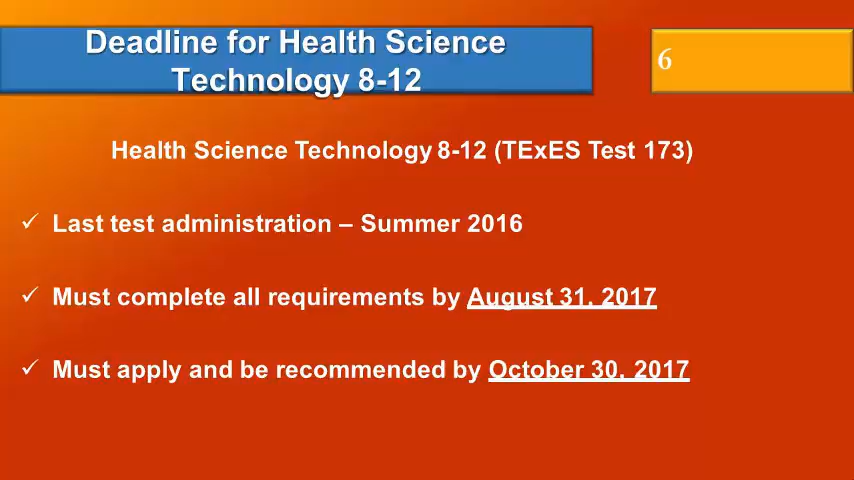 Deadline for Health Science
Technology 8-12
6
Health Science Technology 8-12 (TExES Test 173)
✓ Last test administration – Summer 2016
✓ Must complete all requirements by August 31, 2017
✓ Must apply and be recommended by October 30, 2017